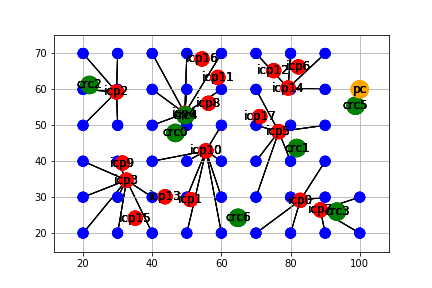 70
60
50
40
30
20
20
40
60
80
100
icp16
icp12
icp6
icp11
crc2
icp2
icp14
pc
icp8
crc5
icp17
crc0
icp5
icp10
crc1
icp9
icp3
icp13
icp1
icp0
icp7
crc3
icp15
crc6